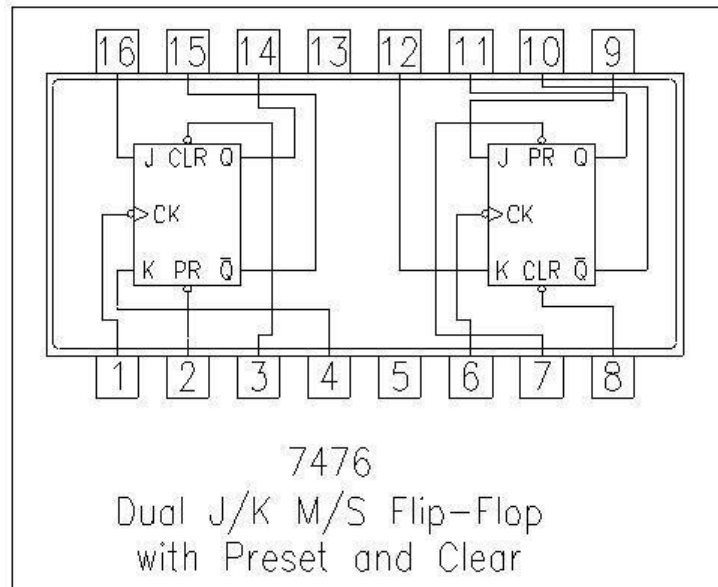 16 15 14 13 12 11 10 9
J CLR Q J PR Q
CK CK
K PR Q̅ K CLR Q̅
1 2 3 4 5 6 7 8
7476
Dual J/K M/S Flip-Flop
with Preset and Clear